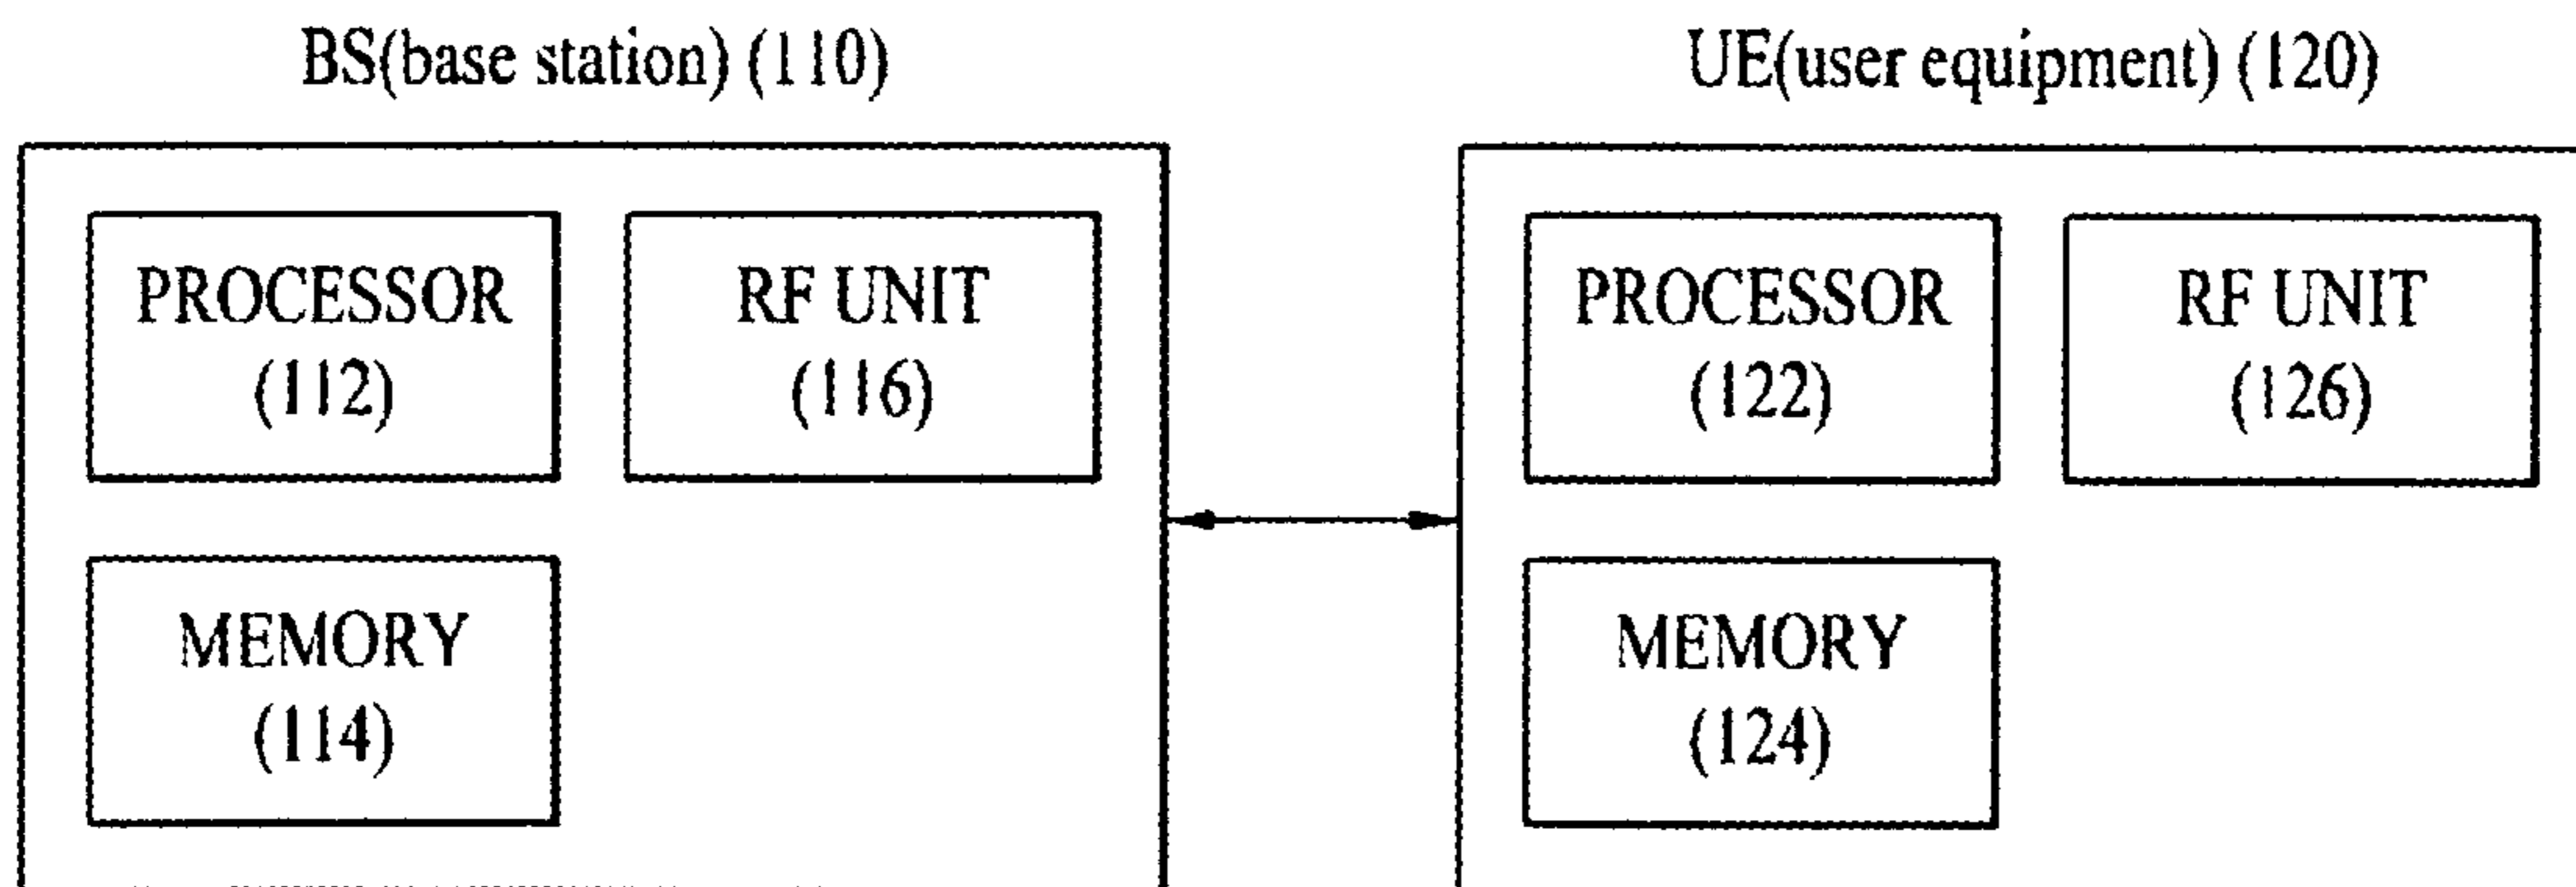 BS(base station) (110)
UE(user equipment) (120)
PROCESSOR
(112)
RF UNIT
(116)
PROCESSOR
(122)
RF UNIT
(126)
MEMORY
(114)
MEMORY
(124)